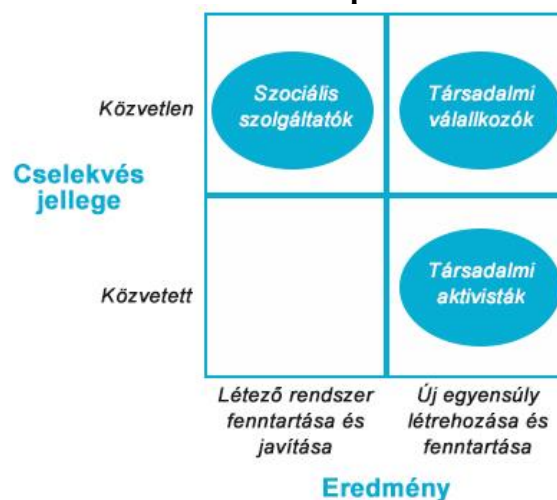 Közvetlen
Szociális
szolgáltatók
Társadalmi
válallkozók
Cselekvés
jellege
Közvetett
Társadalmi
aktivisták
Létező rendszer
fenntartása és
javítása
Új egyensúly
létrehozása és
fenntartása
Eredmény